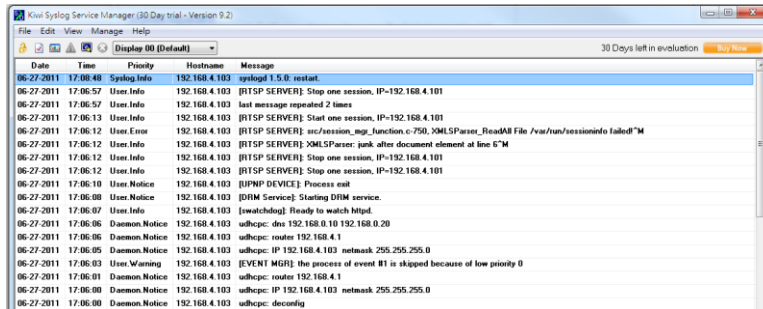 Kiwi Syslog Service Manager (30 Day trial - Version 9.2)
File Edit View Manage Help
Display 00 (Default) 30 Days left in evaluation Buy Now
Date Time Priority Hostname Message
06-27-2011 17:08:48 Syslog.Info 192.168.4.103 syslogd 1.5.0: restart.
06-27-2011 17:06:57 User.Info 192.168.4.103 [RTSP SERVER]: Stop one session, IP=192.168.4.101
06-27-2011 17:06:57 User.Info 192.168.4.103 last message repeated 2 times
06-27-2011 17:06:13 User.Info 192.168.4.103 [RTSP SERVER]: Start one session, IP=192.168.4.101
06-27-2011 17:06:12 User.Error 192.168.4.103 [RTSP SERVER]: src/session_mgr_function.c-750, XMLSParser_ReadAll File /var/run/sessioninfo failed!^M
06-27-2011 17:06:12 User.Info 192.168.4.103 [RTSP SERVER]: XMLSParser: junk after document element at line 6^M
06-27-2011 17:06:12 User.Info 192.168.4.103 [RTSP SERVER]: Stop one session, IP=192.168.4.101
06-27-2011 17:06:12 User.Info 192.168.4.103 [RTSP SERVER]: Stop one session, IP=192.168.4.101
06-27-2011 17:06:10 User.Notice 192.168.4.103 [UPNP DEVICE]: Process exit
06-27-2011 17:06:08 User.Notice 192.168.4.103 [DRM Service]: Starting DRM service.
06-27-2011 17:06:07 User.Info 192.168.4.103 [swatchdog]: Ready to watch httpd.
06-27-2011 17:06:06 Daemon.Notice 192.168.4.103 udhcpc: dns 192.168.0.10 192.168.0.20
06-27-2011 17:06:06 Daemon.Notice 192.168.4.103 udhcpc: router 192.168.4.1
06-27-2011 17:06:05 Daemon.Notice 192.168.4.103 udhcpc: IP 192.168.4.103 netmask 255.255.255.0
06-27-2011 17:06:03 User.Warning 192.168.4.103 [EVENT MGR]: the process of event #1 is skipped because of low priority 0
06-27-2011 17:06:01 Daemon.Notice 192.168.4.103 udhcpc: router 192.168.4.1
06-27-2011 17:06:00 Daemon.Notice 192.168.4.103 udhcpc: IP 192.168.4.103 netmask 255.255.255.0
06-27-2011 17:06:00 Daemon.Notice 192.168.4.103 udhcpc: deconfig